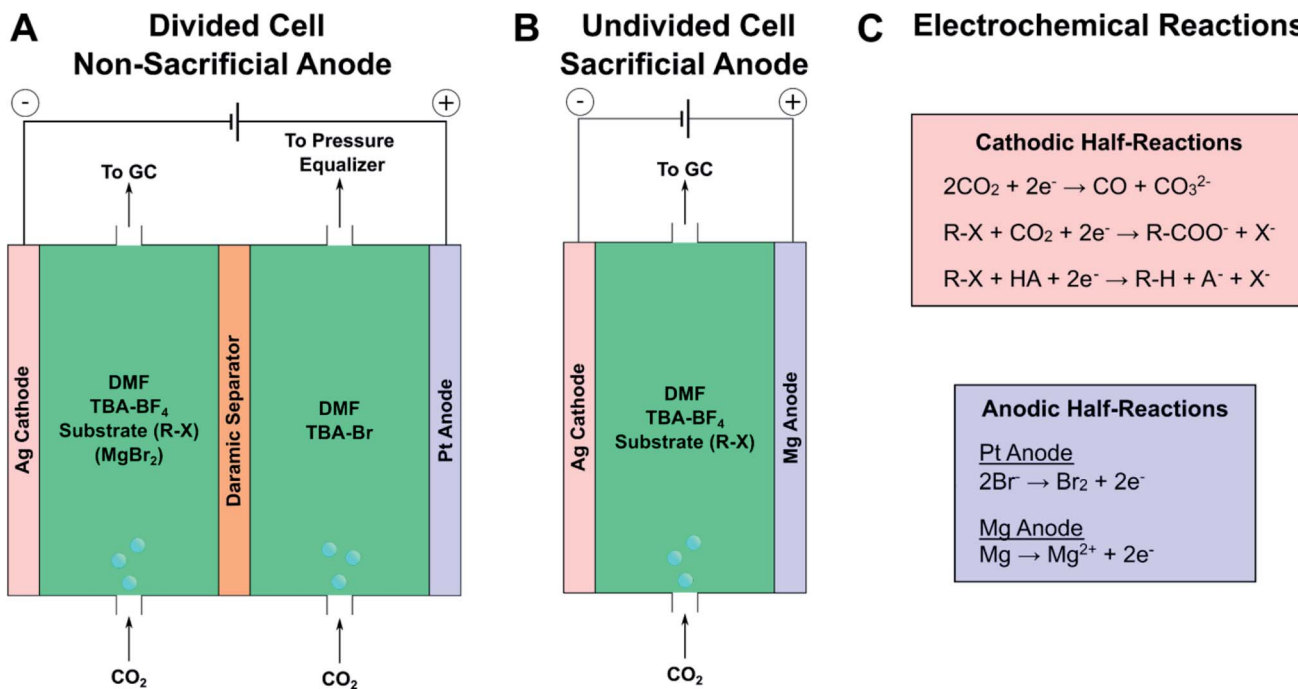 A
Divided Cell
Non-Sacrificial Anode
-
+
To GC
To Pressure
Equalizer
Ag Cathode
DMF
TBA-BF₄
Substrate (R-X)
(MgBr₂)
Daramic Separator
DMF
TBA-Br
Pt Anode
CO₂
CO₂
B
Undivided Cell
Sacrificial Anode
-
+
To GC
Ag Cathode
DMF
TBA-BF₄
Substrate (R-X)
Mg Anode
CO₂
C
Electrochemical Reactions
Cathodic Half-Reactions
2CO₂ + 2e⁻ → CO + CO₃²⁻
R-X + CO₂ + 2e⁻ → R-COO⁻ + X⁻
R-X + HA + 2e⁻ → R-H + A⁻ + X⁻
Anodic Half-Reactions
Pt Anode
2Br⁻ → Br₂ + 2e⁻
Mg Anode
Mg → Mg²⁺ + 2e⁻